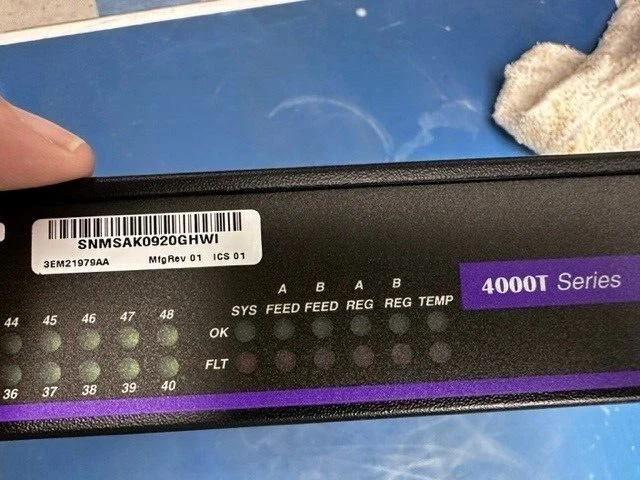 SNMSAK0920GHWI
3EM21979AA MfgRev 01 ICS 01
4000T Series
A B A B
SYS FEED FEED REG REG TEMP
44 45 46 47 48
OK
FLT
36 37 38 39 40